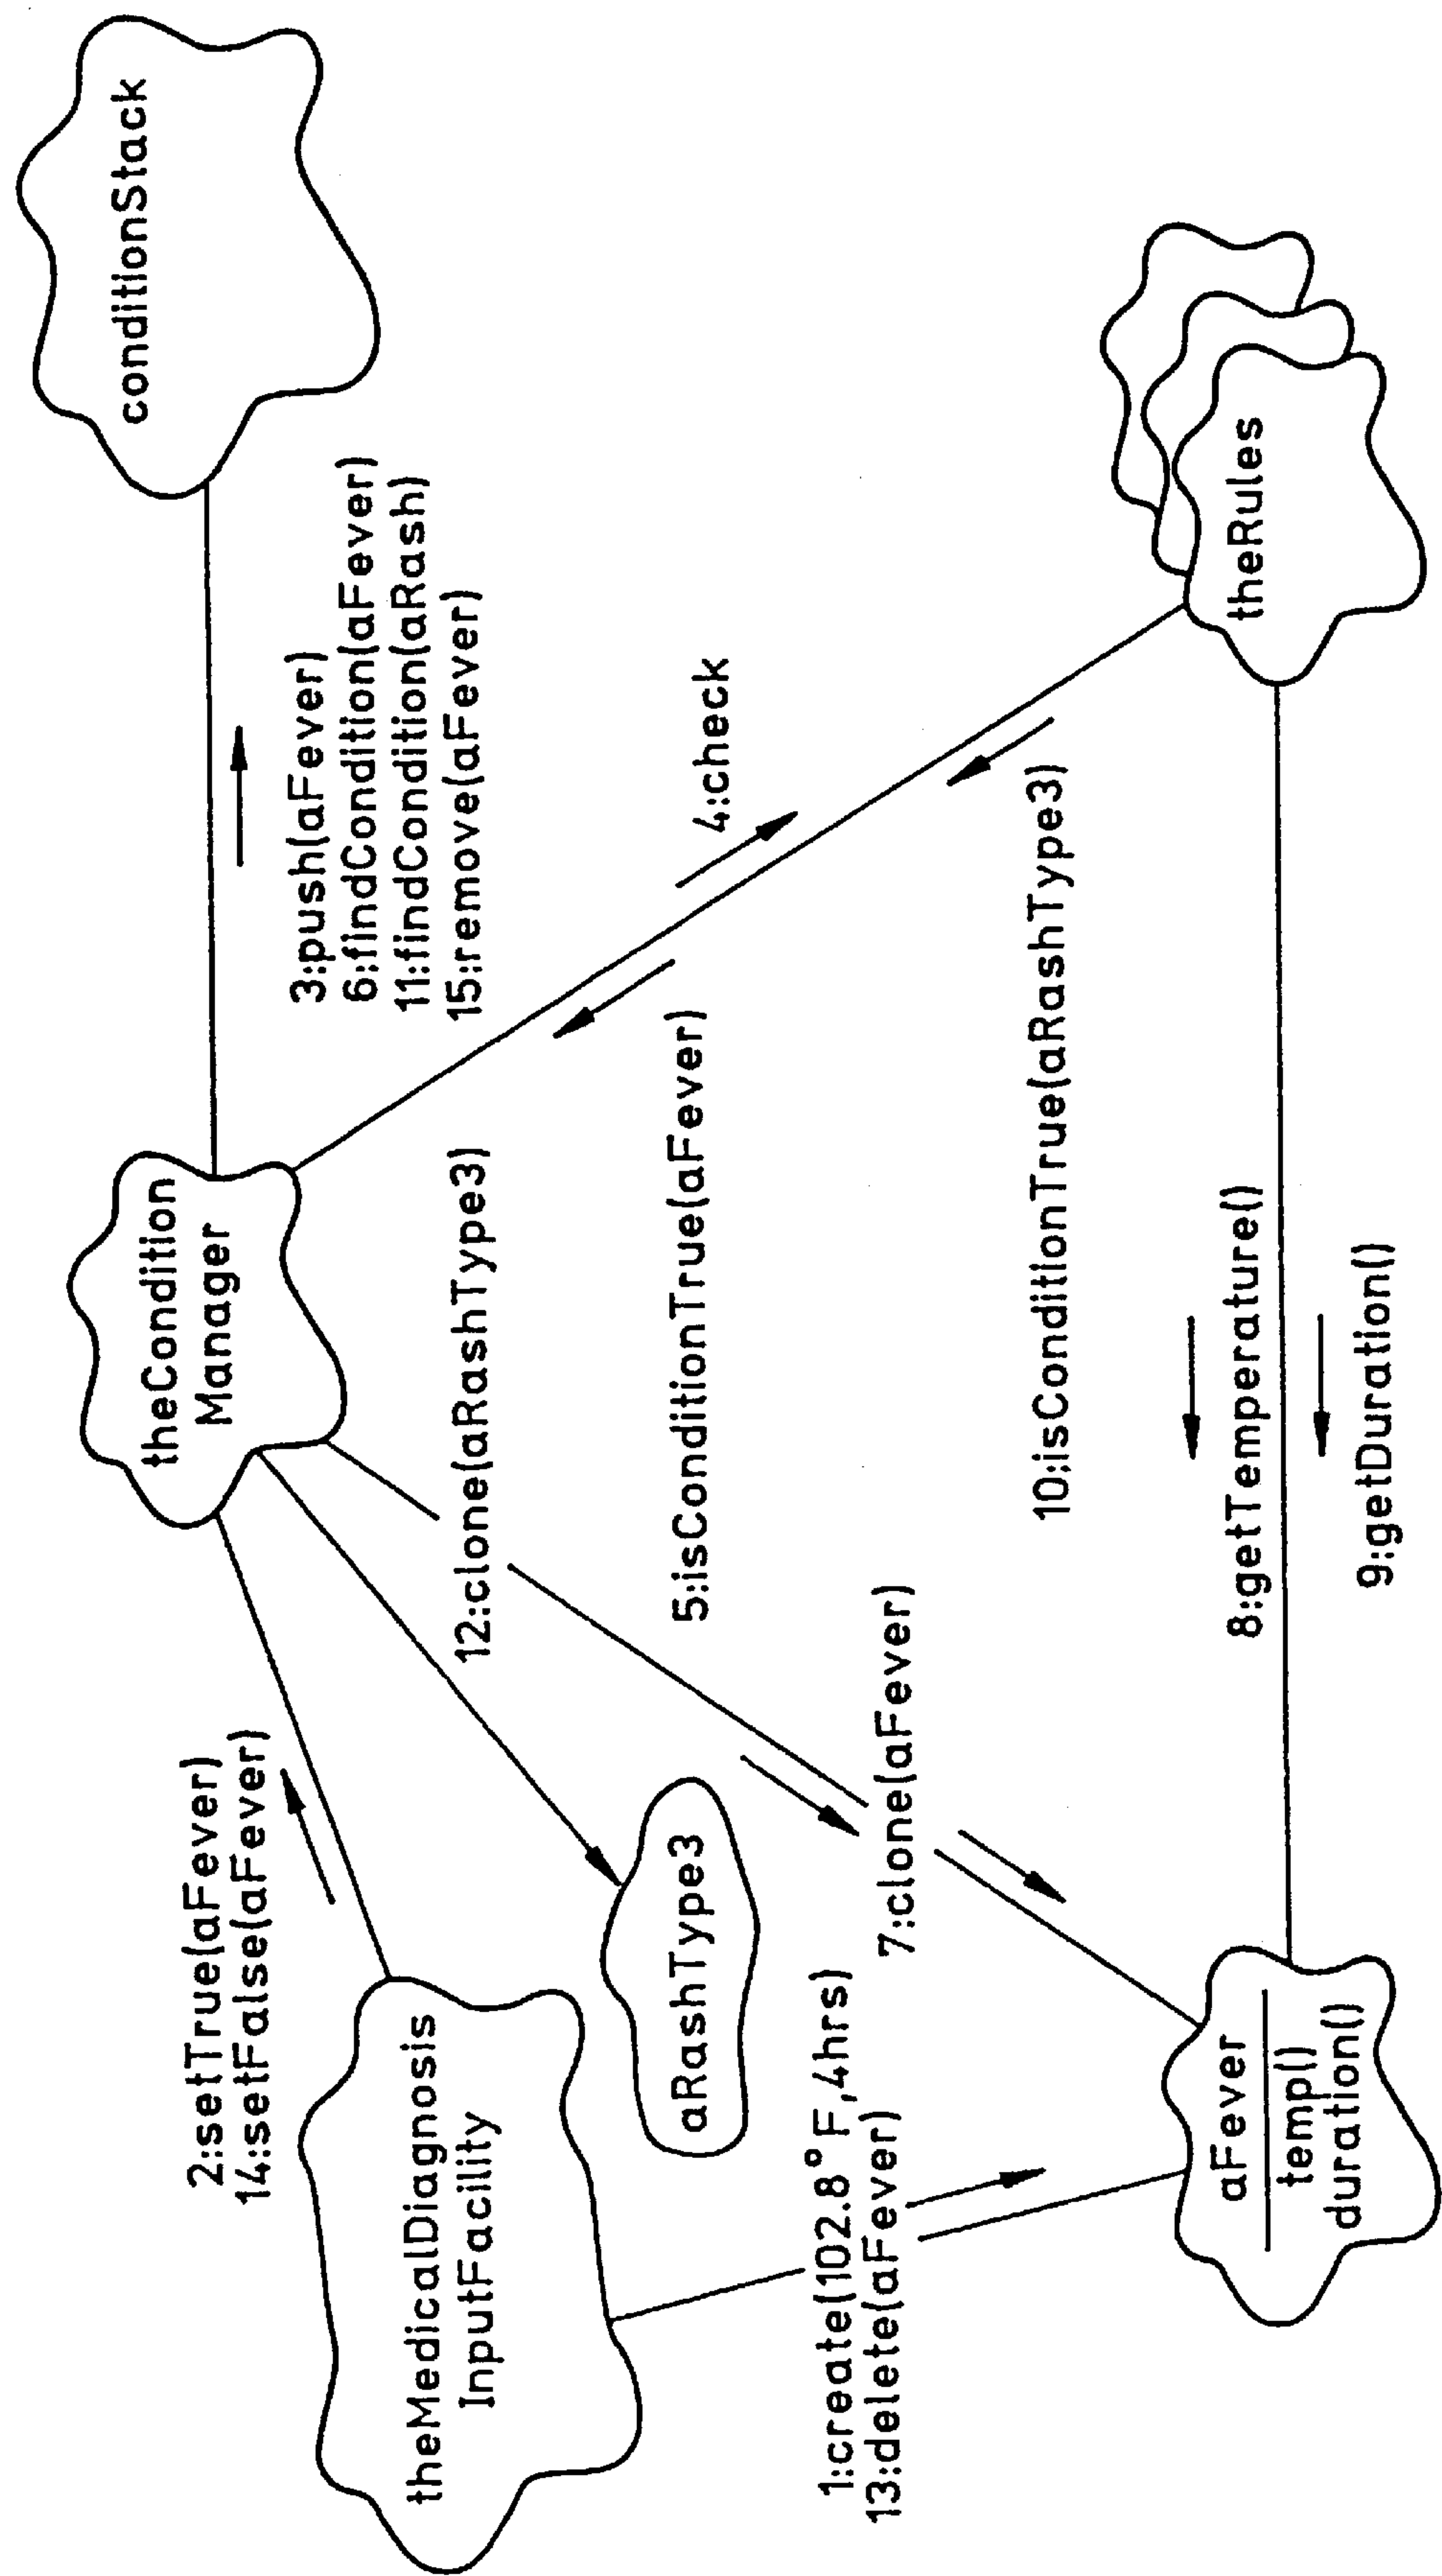 2:setTrue(aFever)
14:setFalse(aFever)
theCondition
Manager
conditionStack
3:push(aFever)
6:findCondition(aFever)
11:findCondition(aRash)
15:remove(aFever)
theMedicalDiagnosis
InputFacility
12:clone(aRashType3)
aRashType3
5:isConditionTrue(aFever)
4:check
1:create(102.8°F,4hrs)
13:delete(aFever)
7:clone(aFever)
10:isConditionTrue(aRashType3)
8:getTemperature()
9:getDuration()
aFever
temp()
duration()
theRules